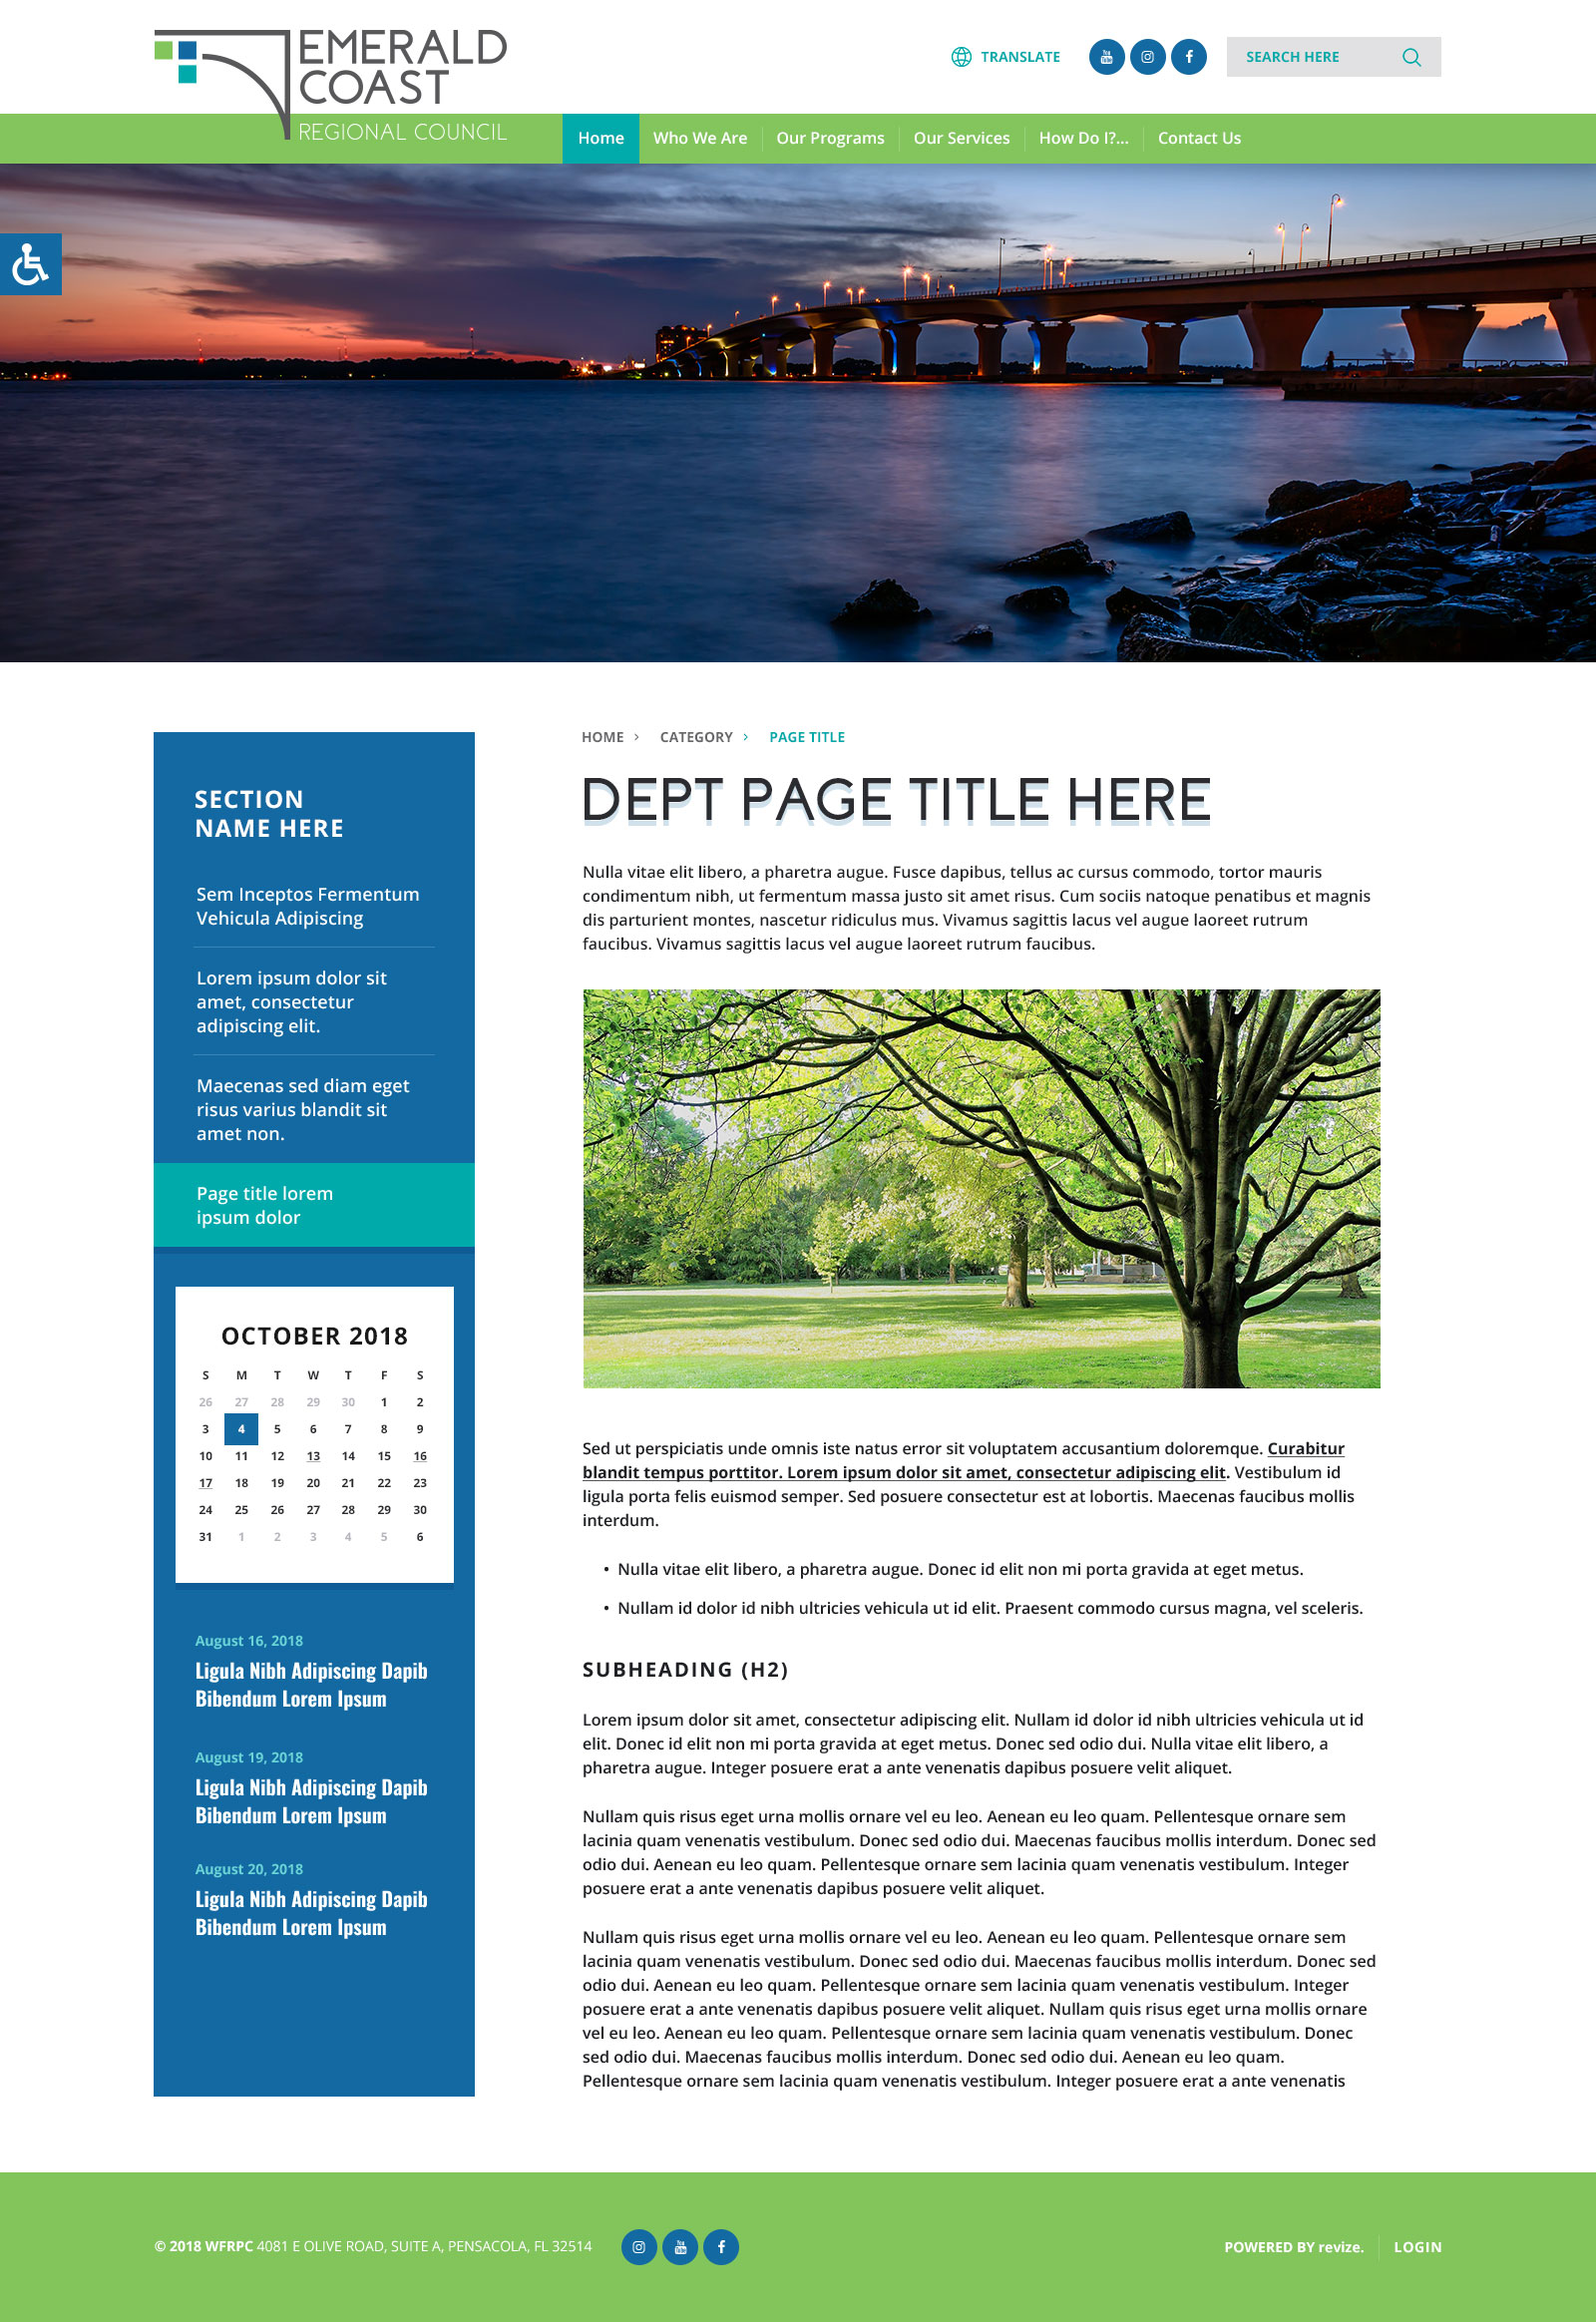 EMERALD
COAST
REGIONAL COUNCIL
TRANSLATE
SEARCH HERE
Home Who We Are Our Programs Our Services How Do I?... Contact Us
SECTION
NAME HERE
Sem Inceptos Fermentum
Vehicula Adipiscing
Lorem ipsum dolor sit
amet, consectetur
adipiscing elit.
Maecenas sed diam eget
risus varius blandit sit
amet non.
Page title lorem
ipsum dolor
OCTOBER 2018
S M T W T F S
26 27 28 29 30 1 2
3 4 5 6 7 8 9
10 11 12 13 14 15 16
17 18 19 20 21 22 23
24 25 26 27 28 29 30
31 1 2 3 4 5 6
August 16, 2018
Ligula Nibh Adipiscing Dapib
Bibendum Lorem Ipsum
August 19, 2018
Ligula Nibh Adipiscing Dapib
Bibendum Lorem Ipsum
August 20, 2018
Ligula Nibh Adipiscing Dapib
Bibendum Lorem Ipsum
HOME › CATEGORY › PAGE TITLE
DEPT PAGE TITLE HERE
Nulla vitae elit libero, a pharetra augue. Fusce dapibus, tellus ac cursus commodo, tortor mauris
condimentum nibh, ut fermentum massa justo sit amet risus. Cum sociis natoque penatibus et magnis
dis parturient montes, nascetur ridiculus mus. Vivamus sagittis lacus vel augue laoreet rutrum
faucibus. Vivamus sagittis lacus vel augue laoreet rutrum faucibus.
Sed ut perspiciatis unde omnis iste natus error sit voluptatem accusantium doloremque. Curabitur
blandit tempus porttitor. Lorem ipsum dolor sit amet, consectetur adipiscing elit. Vestibulum id
ligula porta felis euismod semper. Sed posuere consectetur est at lobortis. Maecenas faucibus mollis
interdum.
• Nulla vitae elit libero, a pharetra augue. Donec id elit non mi porta gravida at eget metus.
• Nullam id dolor id nibh ultricies vehicula ut id elit. Praesent commodo cursus magna, vel sceleris.
SUBHEADING (H2)
Lorem ipsum dolor sit amet, consectetur adipiscing elit. Nullam id dolor id nibh ultricies vehicula ut id
elit. Donec id elit non mi porta gravida at eget metus. Donec sed odio dui. Nulla vitae elit libero, a
pharetra augue. Integer posuere erat a ante venenatis dapibus posuere velit aliquet.
Nullam quis risus eget urna mollis ornare vel eu leo. Aenean eu leo quam. Pellentesque ornare sem
lacinia quam venenatis vestibulum. Donec sed odio dui. Maecenas faucibus mollis interdum. Donec sed
odio dui. Aenean eu leo quam. Pellentesque ornare sem lacinia quam venenatis vestibulum. Integer
posuere erat a ante venenatis dapibus posuere velit aliquet.
Nullam quis risus eget urna mollis ornare vel eu leo. Aenean eu leo quam. Pellentesque ornare sem
lacinia quam venenatis vestibulum. Donec sed odio dui. Maecenas faucibus mollis interdum. Donec sed
odio dui. Aenean eu leo quam. Pellentesque ornare sem lacinia quam venenatis vestibulum. Integer
posuere erat a ante venenatis dapibus posuere velit aliquet. Nullam quis risus eget urna mollis ornare
vel eu leo. Aenean eu leo quam. Pellentesque ornare sem lacinia quam venenatis vestibulum. Donec
sed odio dui. Maecenas faucibus mollis interdum. Donec sed odio dui. Aenean eu leo quam.
Pellentesque ornare sem lacinia quam venenatis vestibulum. Integer posuere erat a ante venenatis
© 2018 WFRPC 4081 E OLIVE ROAD, SUITE A, PENSACOLA, FL 32514
POWERED BY revize. LOGIN